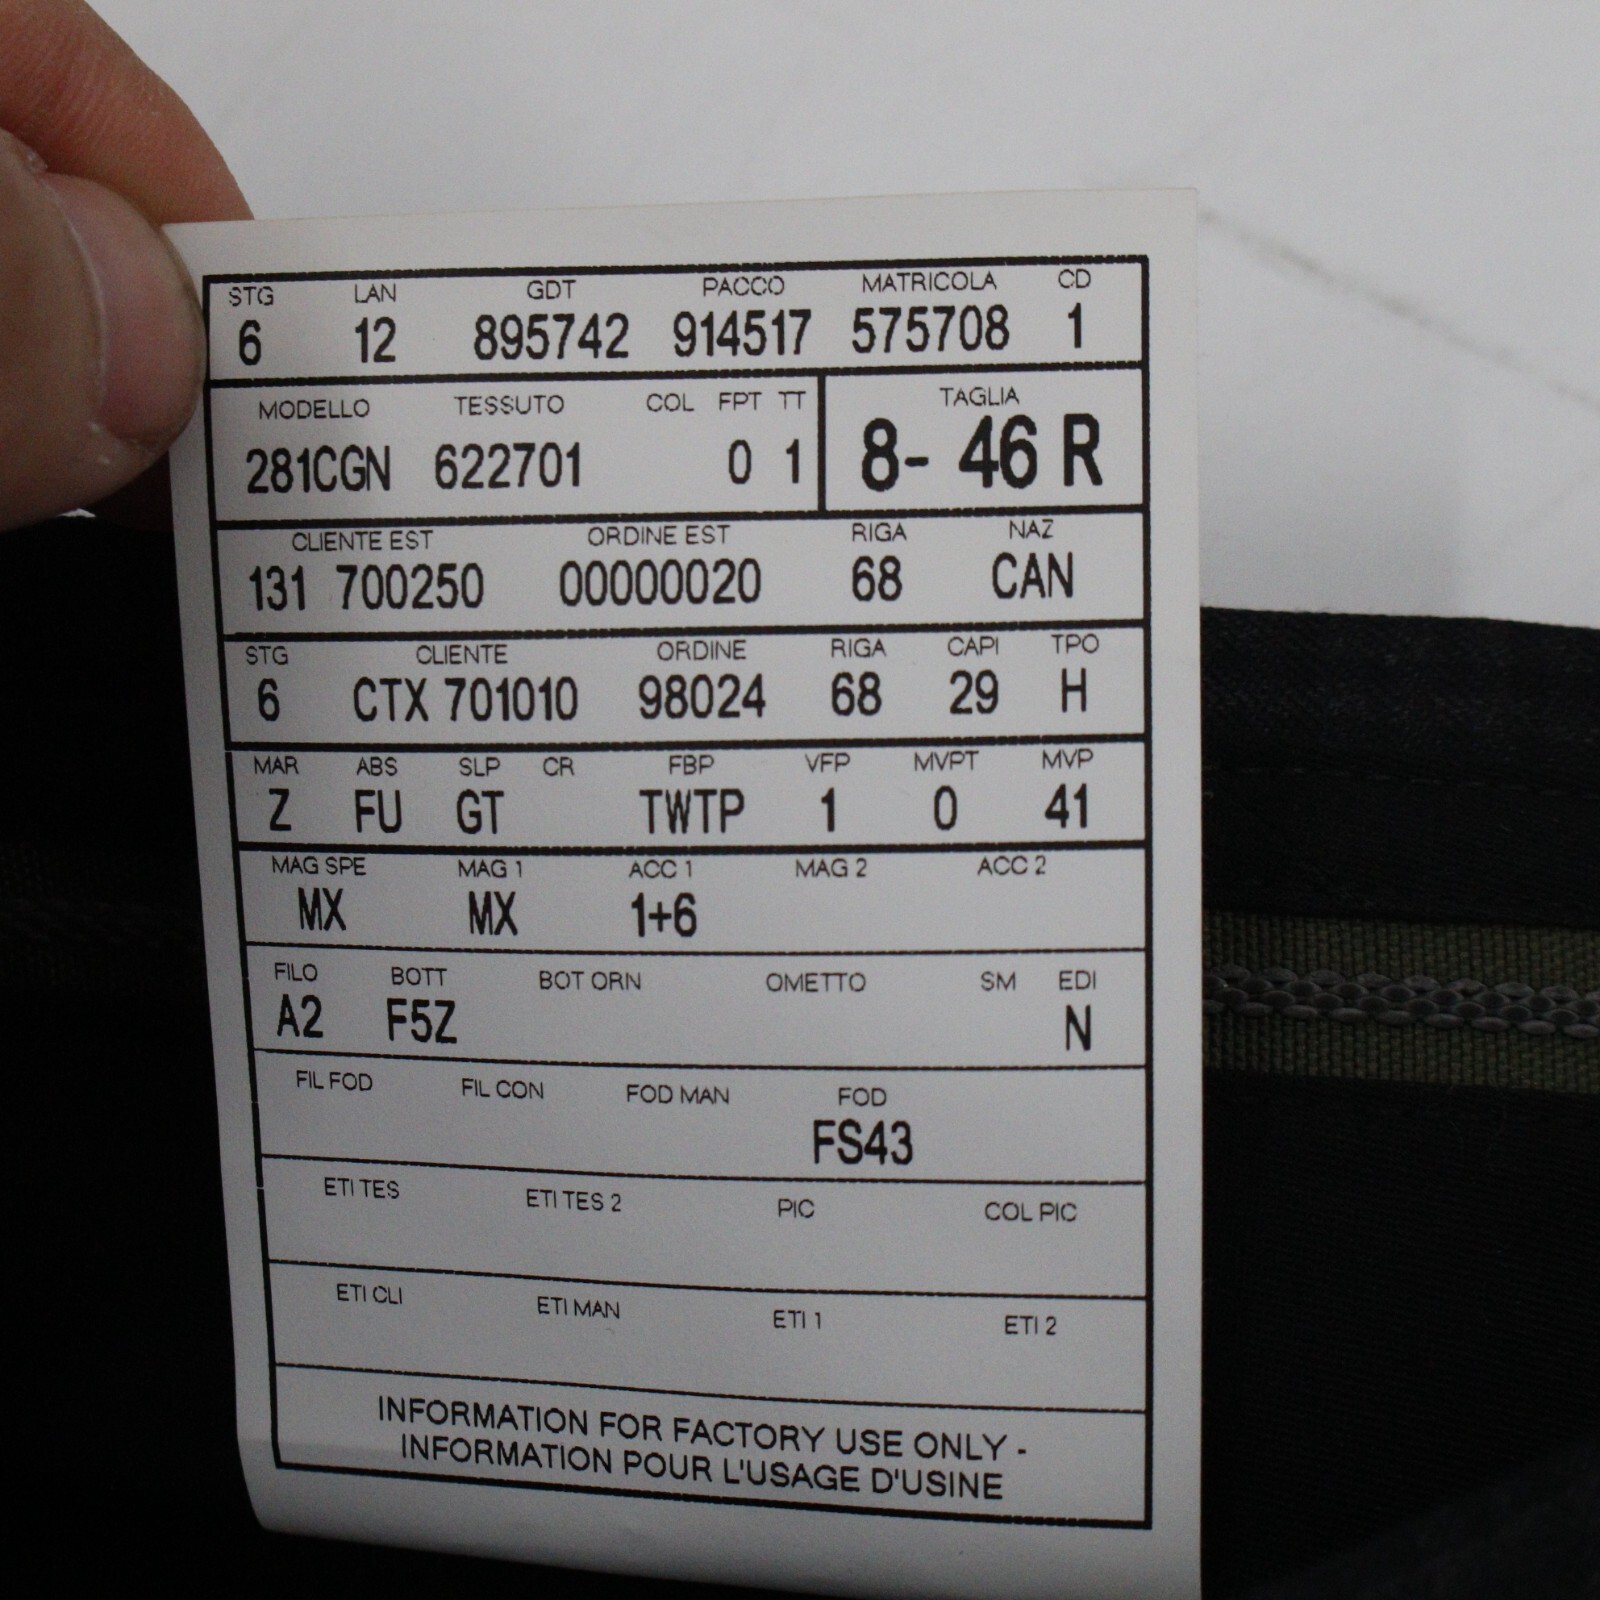 STG LAN GDT PACCO MATRICOLA CD
6 12 895742 914517 575708 1
MODELLO TESSUTO COL FPT TT TAGLIA
281CGN 622701 0 1 8- 46 R
CLIENTE EST ORDINE EST RIGA NAZ
131 700250 00000020 68 CAN
STG CLIENTE ORDINE RIGA CAPI TPO
6 CTX 701010 98024 68 29 H
MAR ABS SLP CR FBP VFP MVPT MVP
Z FU GT TWTP 1 0 41
MAG SPE MAG 1 ACC 1 MAG 2 ACC 2
MX MX 1+6
FILO BOTT BOT ORN OMETTO SM EDI
A2 F5Z N
FIL FOD FIL CON FOD MAN FOD
FS43
ETI TES ETI TES 2 PIC COL PIC
ETI CLI ETI MAN ETI 1 ETI 2
INFORMATION FOR FACTORY USE ONLY -
INFORMATION POUR L'USAGE D'USINE